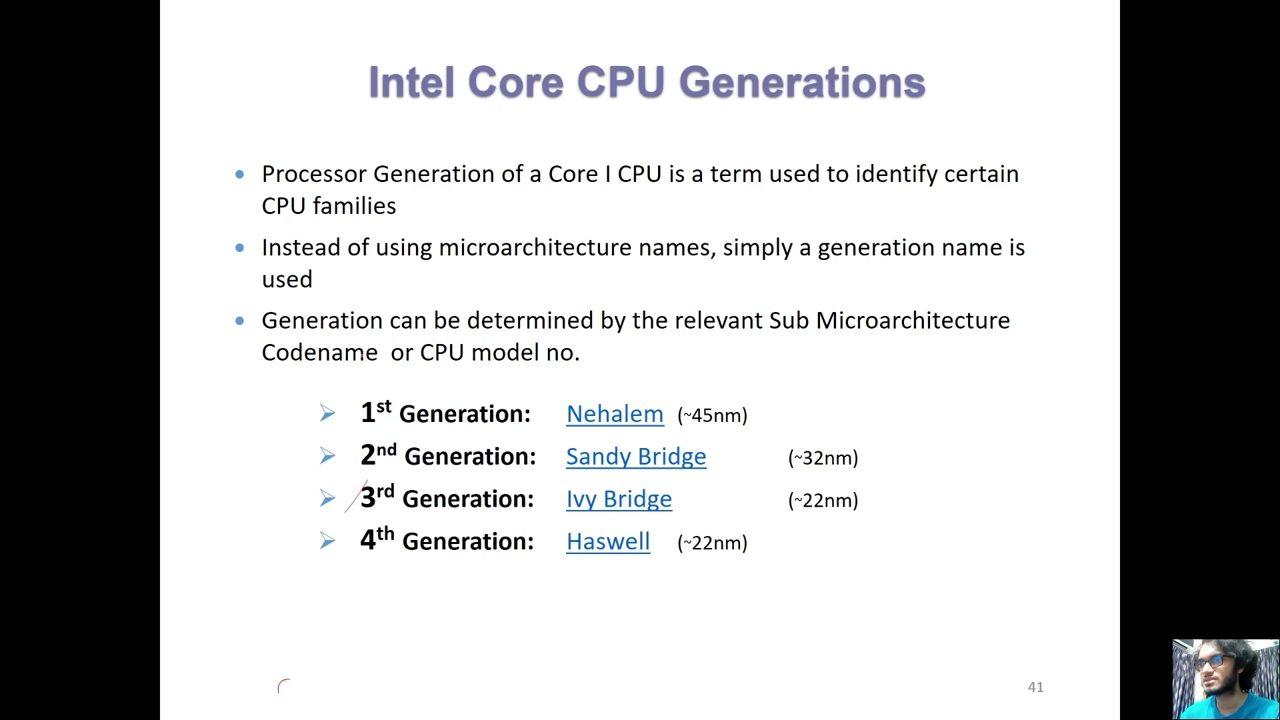 Intel Core CPU Generations
Processor Generation of a Core I CPU is a term used to identify certain
CPU families
Instead of using microarchitecture names, simply a generation name is
used
Generation can be determined by the relevant Sub Microarchitecture
Codename or CPU model no.
1st Generation: Nehalem (~45nm)
2nd Generation: Sandy Bridge (~32nm)
3rd Generation: Ivy Bridge (~22nm)
4th Generation: Haswell (~22nm)
41